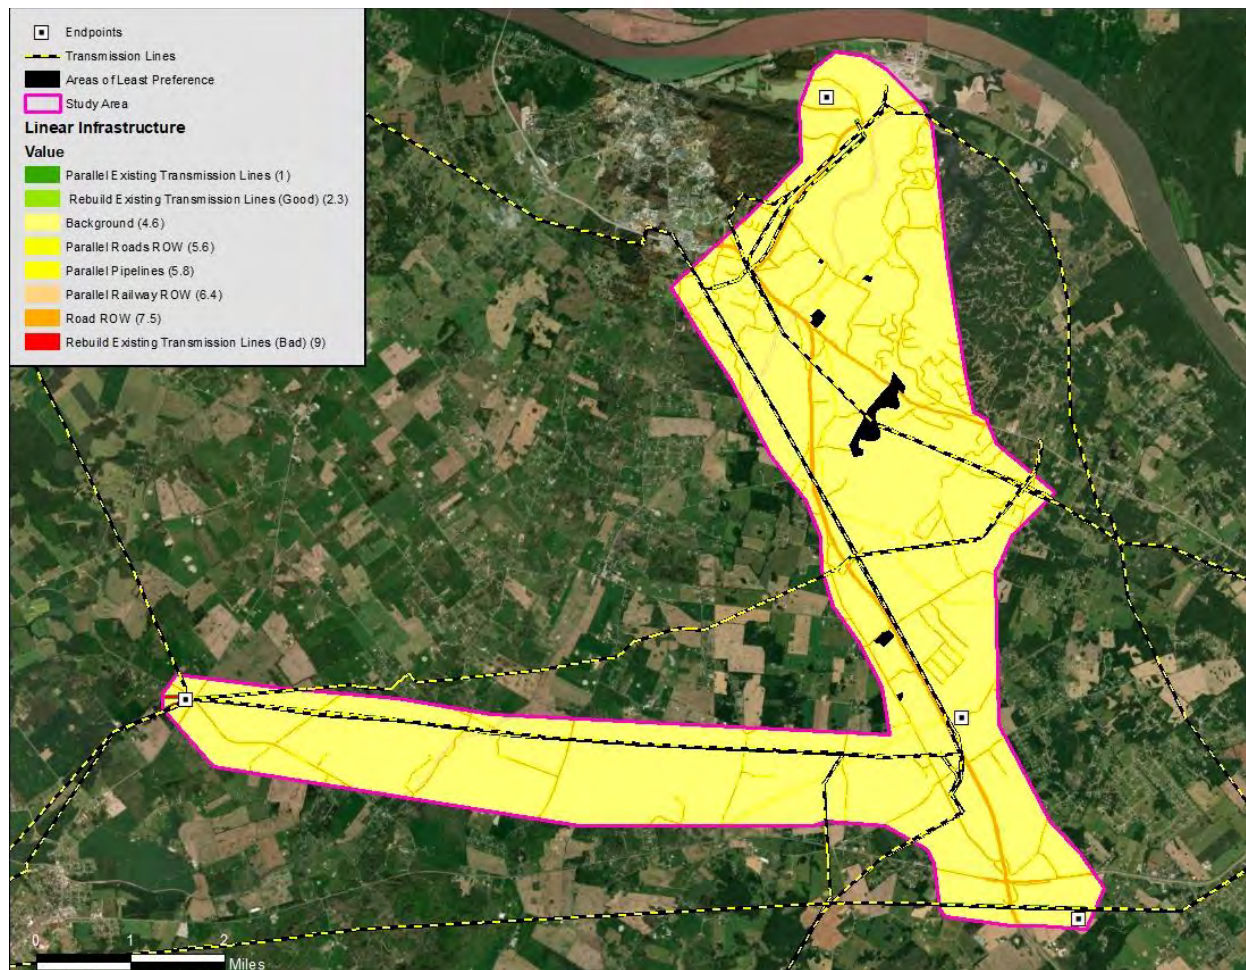 Endpoints
Transmission Lines
Areas of Least Preference
Study Area
Linear Infrastructure
Value
Parallel Existing Transmission Lines (1)
Rebuild Existing Transmission Lines (Good) (2.3)
Background (4.6)
Parallel Roads ROW (5.6)
Parallel Pipelines (5.8)
Parallel Railway ROW (6.4)
Road ROW (7.5)
Rebuild Existing Transmission Lines (Bad) (9)
0 1 2
Miles